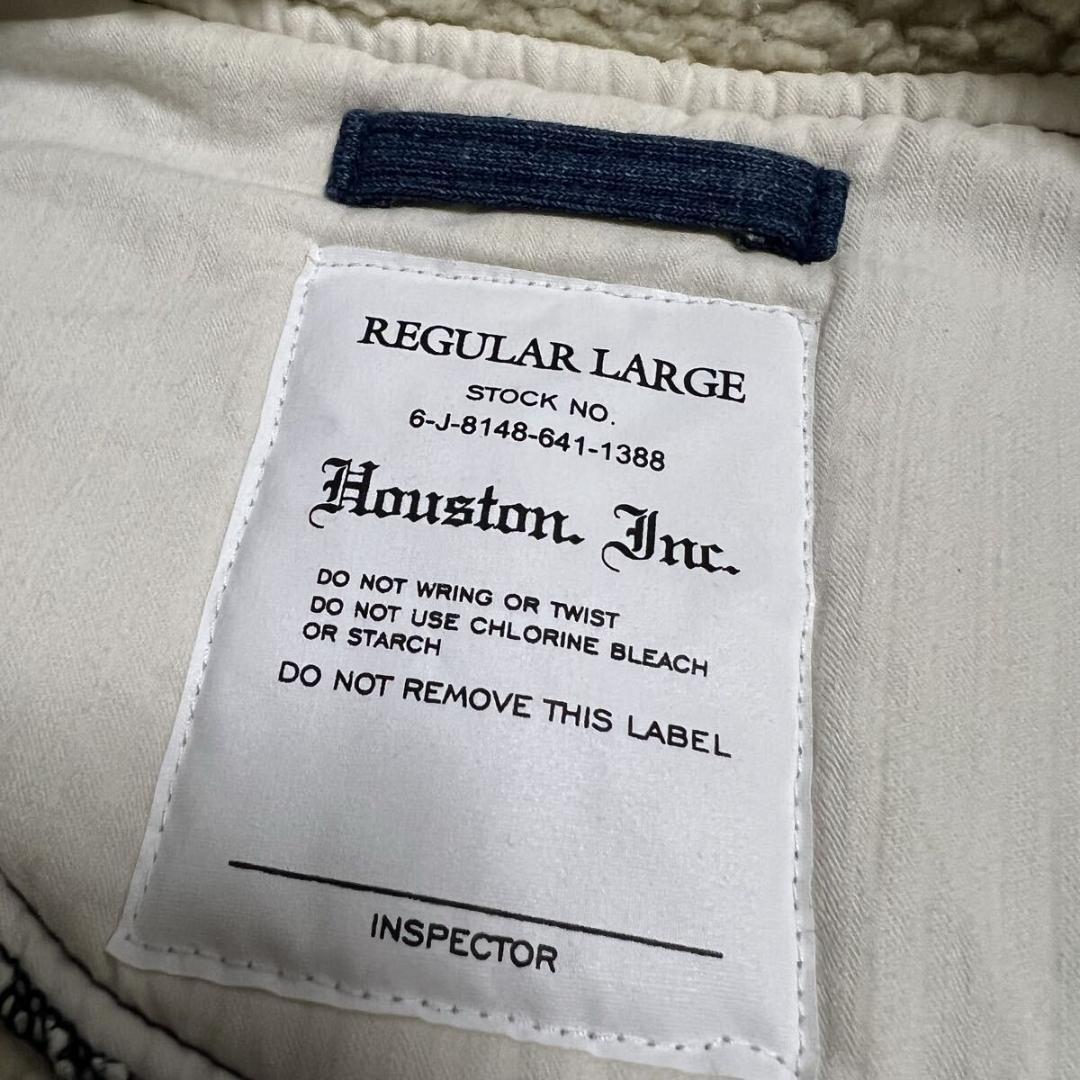 REGULAR LARGE
STOCK NO.
6-J-8148-641-1388
Houston. Inc.
DO NOT WRING OR TWIST
DO NOT USE CHLORINE BLEACH
OR STARCH
DO NOT REMOVE THIS LABEL
INSPECTOR